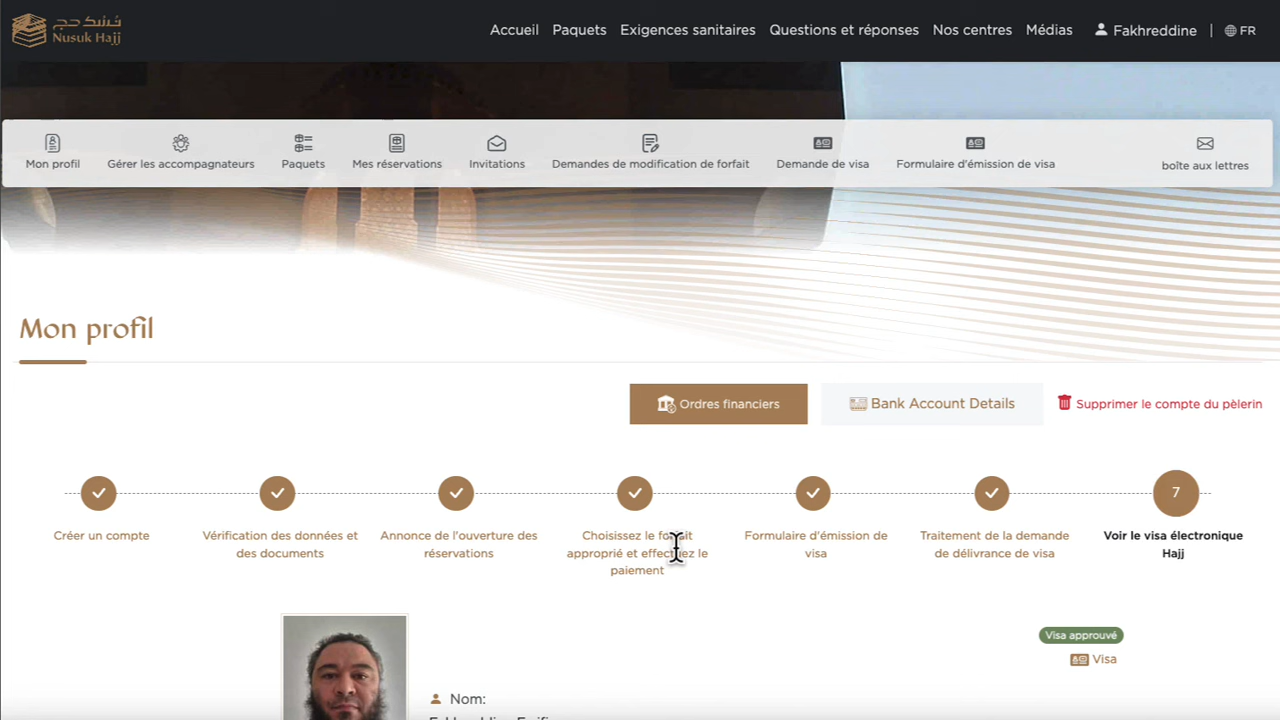 نسك حج
Nusuk Hajj
Accueil Paquets Exigences sanitaires Questions et réponses Nos centres Médias Fakhreddine | FR
Mon profil Gérer les accompagnateurs Paquets Mes réservations Invitations Demandes de modification de forfait Demande de visa Formulaire d'émission de visa boîte aux lettres
Mon profil
Ordres financiers Bank Account Details Supprimer le compte du pèlerin
7
Créer un compte
Vérification des données et
des documents
Annonce de l'ouverture des
réservations
Choisissez le forfait
approprié et effectuez le
paiement
Formulaire d'émission de
visa
Traitement de la demande
de délivrance de visa
Voir le visa électronique
Hajj
Visa approuvé
Visa
Nom: